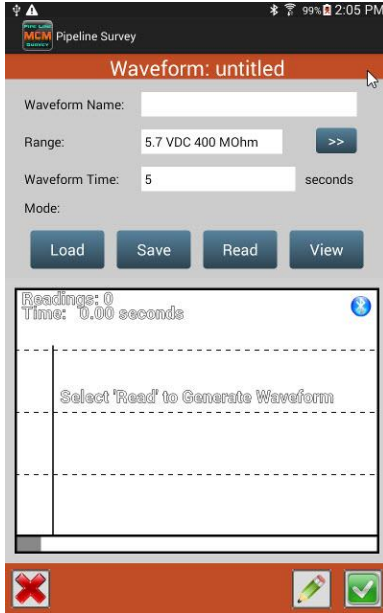 99% 2:05 PM
PIPE LINE
MCM
SURVEY
Pipeline Survey
Waveform: untitled
Waveform Name:
Range: 5.7 VDC 400 MOhm >>
Waveform Time: 5 seconds
Mode:
Load Save Read View
Readings: 0
Time: 0.00 seconds
Select 'Read' to Generate Waveform